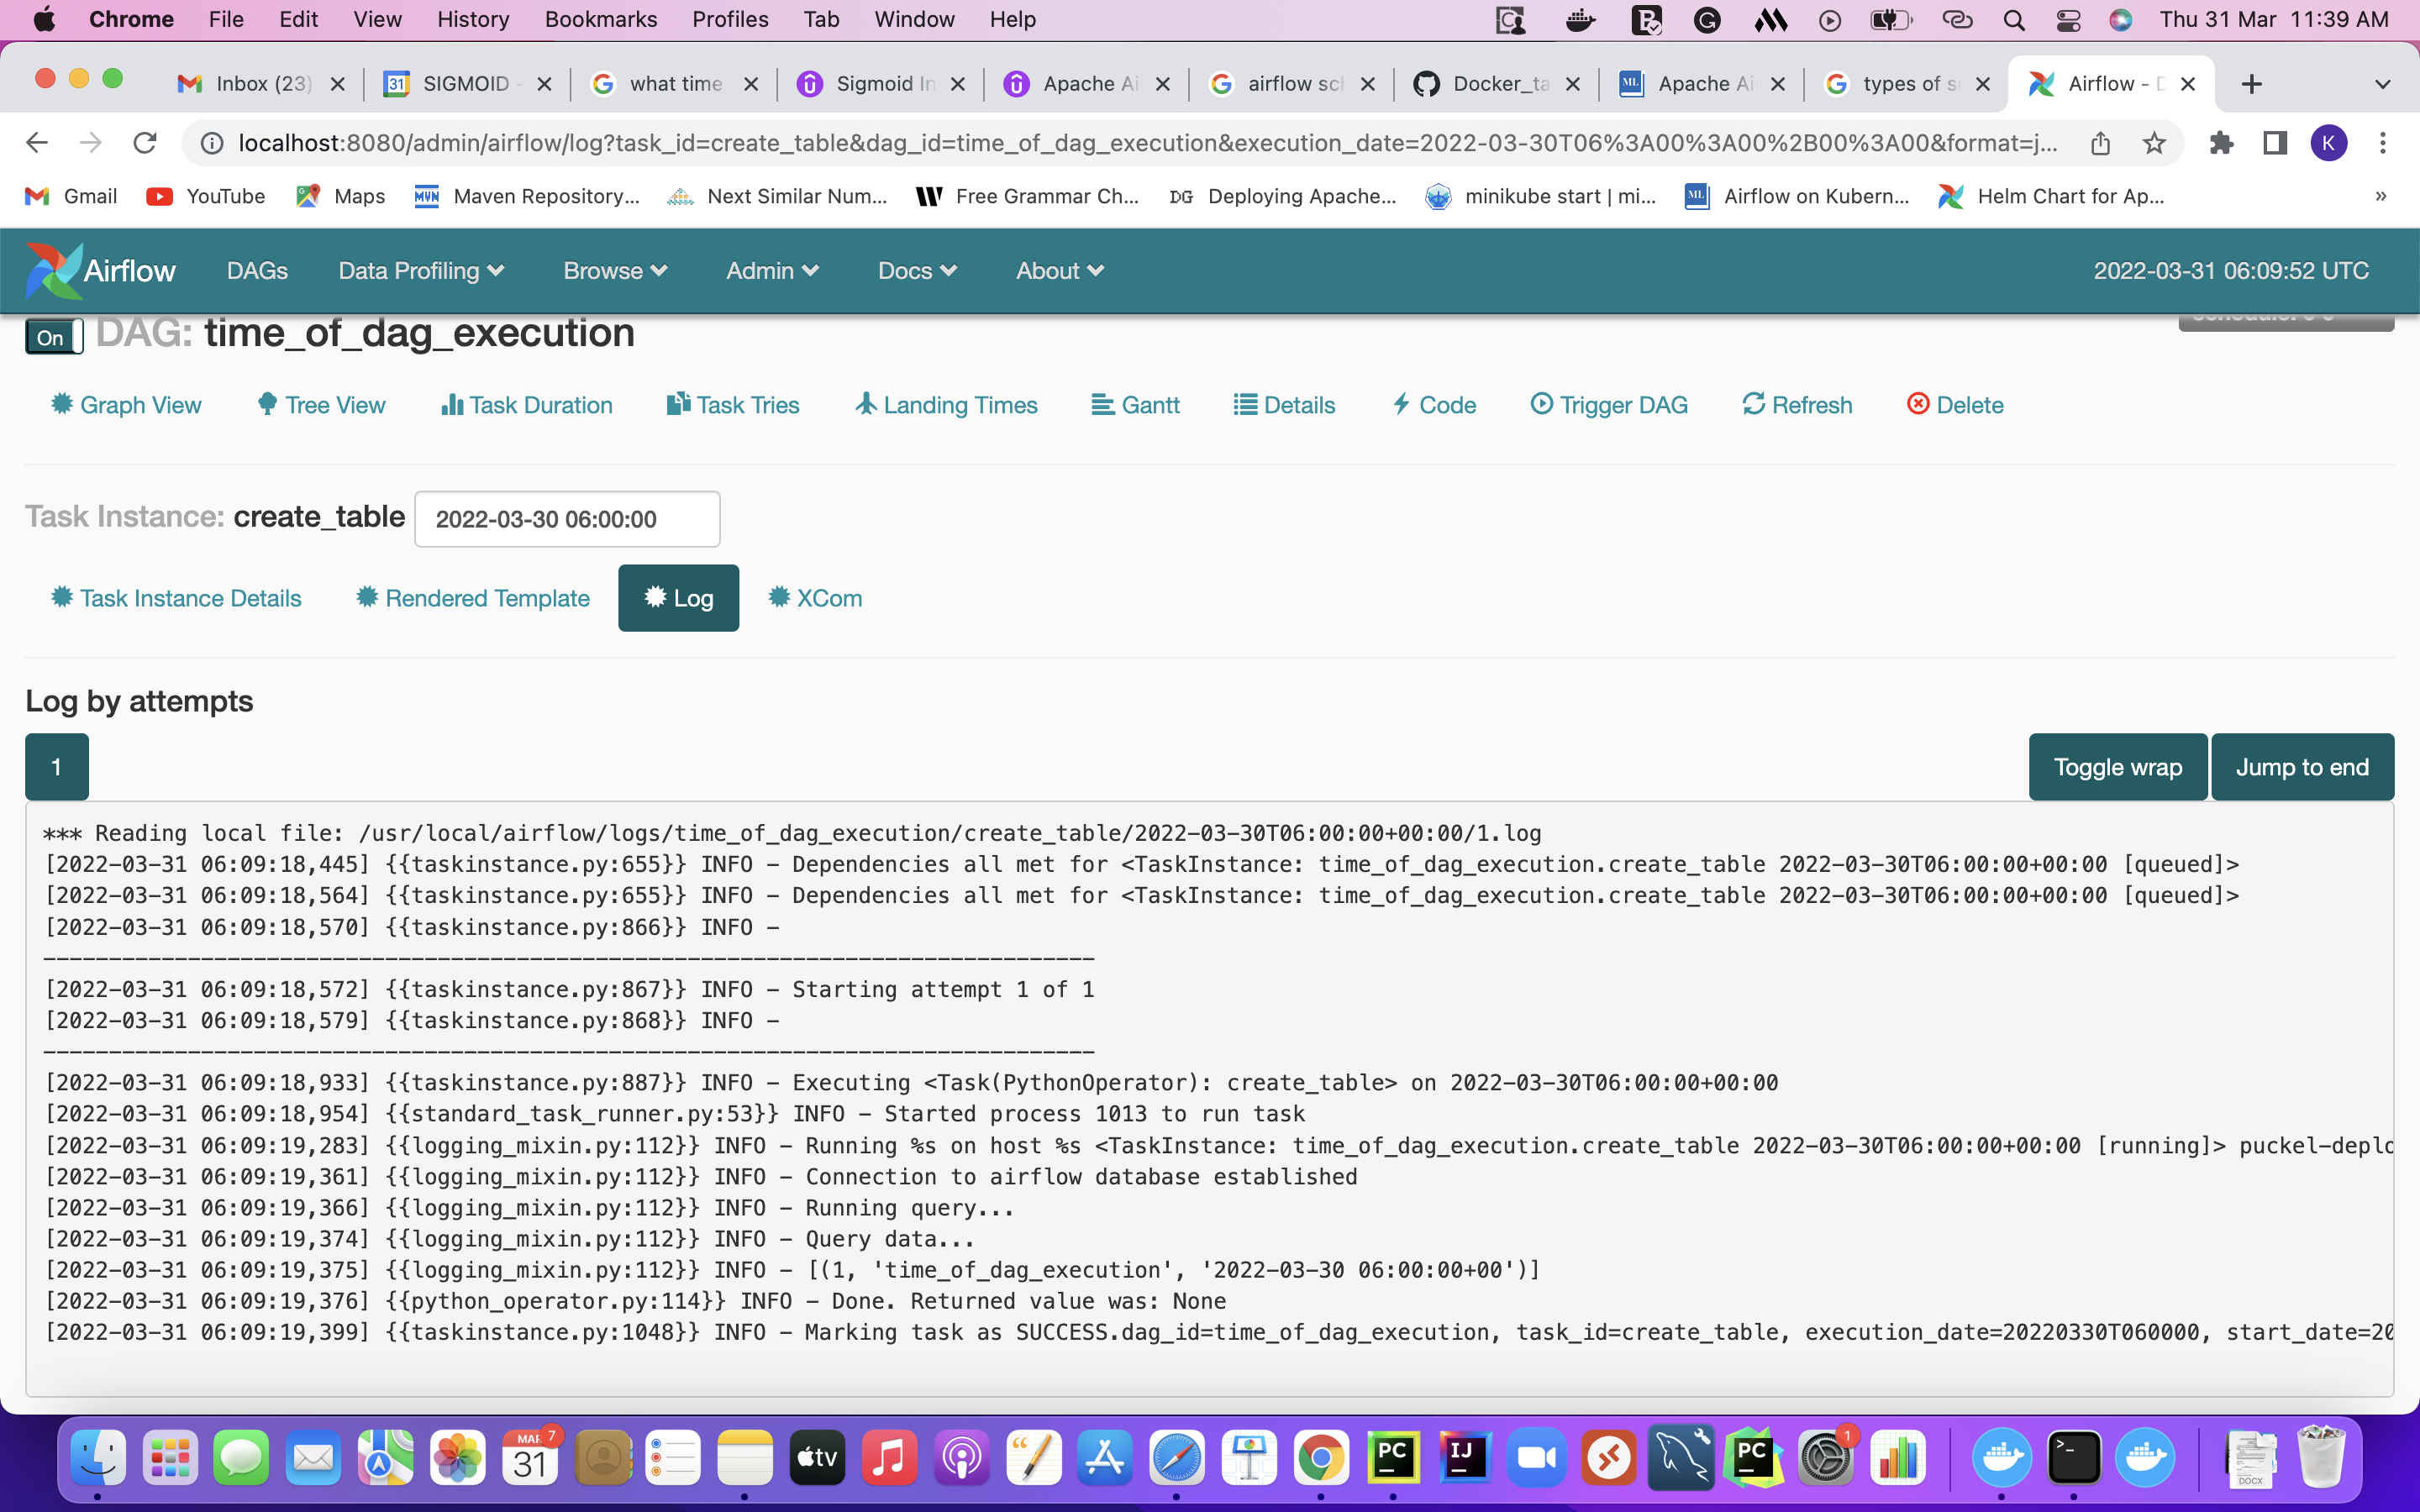 Chrome File Edit View History Bookmarks Profiles Tab Window Help Thu 31 Mar 11:39 AM
Inbox (23) SIGMOID - what time Sigmoid In Apache Ai airflow sch Docker_ta Apache Ai types of s Airflow - D
localhost:8080/admin/airflow/log?task_id=create_table&dag_id=time_of_dag_execution&execution_date=2022-03-30T06%3A00%3A00%2B00%3A00&format=j... K
Gmail YouTube Maps Maven Repository... Next Similar Num... Free Grammar Ch... DG Deploying Apache... minikube start | mi... ML Airflow on Kubern... Helm Chart for Ap... »
Airflow DAGs Data Profiling Browse Admin Docs About 2022-03-31 06:09:52 UTC
On DAG: time_of_dag_execution
Graph View Tree View Task Duration Task Tries Landing Times Gantt Details Code Trigger DAG Refresh Delete
Task Instance: create_table 2022-03-30 06:00:00
Task Instance Details Rendered Template Log XCom
Log by attempts
1 Toggle wrap Jump to end
*** Reading local file: /usr/local/airflow/logs/time_of_dag_execution/create_table/2022-03-30T06:00:00+00:00/1.log
[2022-03-31 06:09:18,445] {{taskinstance.py:655}} INFO - Dependencies all met for <TaskInstance: time_of_dag_execution.create_table 2022-03-30T06:00:00+00:00 [queued]>
[2022-03-31 06:09:18,564] {{taskinstance.py:655}} INFO - Dependencies all met for <TaskInstance: time_of_dag_execution.create_table 2022-03-30T06:00:00+00:00 [queued]>
[2022-03-31 06:09:18,570] {{taskinstance.py:866}} INFO -
--------------------------------------------------------------------------------
[2022-03-31 06:09:18,572] {{taskinstance.py:867}} INFO - Starting attempt 1 of 1
[2022-03-31 06:09:18,579] {{taskinstance.py:868}} INFO -
--------------------------------------------------------------------------------
[2022-03-31 06:09:18,933] {{taskinstance.py:887}} INFO - Executing <Task(PythonOperator): create_table> on 2022-03-30T06:00:00+00:00
[2022-03-31 06:09:18,954] {{standard_task_runner.py:53}} INFO - Started process 1013 to run task
[2022-03-31 06:09:19,283] {{logging_mixin.py:112}} INFO - Running %s on host %s <TaskInstance: time_of_dag_execution.create_table 2022-03-30T06:00:00+00:00 [running]> puckel-deplo
[2022-03-31 06:09:19,361] {{logging_mixin.py:112}} INFO - Connection to airflow database established
[2022-03-31 06:09:19,366] {{logging_mixin.py:112}} INFO - Running query...
[2022-03-31 06:09:19,374] {{logging_mixin.py:112}} INFO - Query data...
[2022-03-31 06:09:19,375] {{logging_mixin.py:112}} INFO - [(1, 'time_of_dag_execution', '2022-03-30 06:00:00+00')]
[2022-03-31 06:09:19,376] {{python_operator.py:114}} INFO - Done. Returned value was: None
[2022-03-31 06:09:19,399] {{taskinstance.py:1048}} INFO - Marking task as SUCCESS.dag_id=time_of_dag_execution, task_id=create_table, execution_date=20220330T060000, start_date=20
MAR 7 31 tv PC IJ PC 1 DOCX